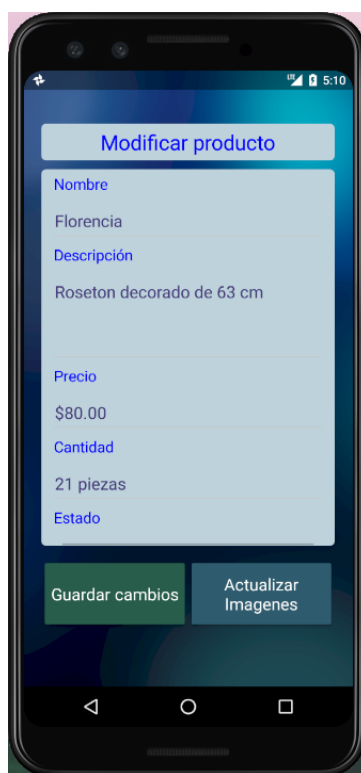 LTE 5:10
Modificar producto
Nombre
Florencia
Descripción
Roseton decorado de 63 cm
Precio
$80.00
Cantidad
21 piezas
Estado
Guardar cambios
Actualizar
Imagenes